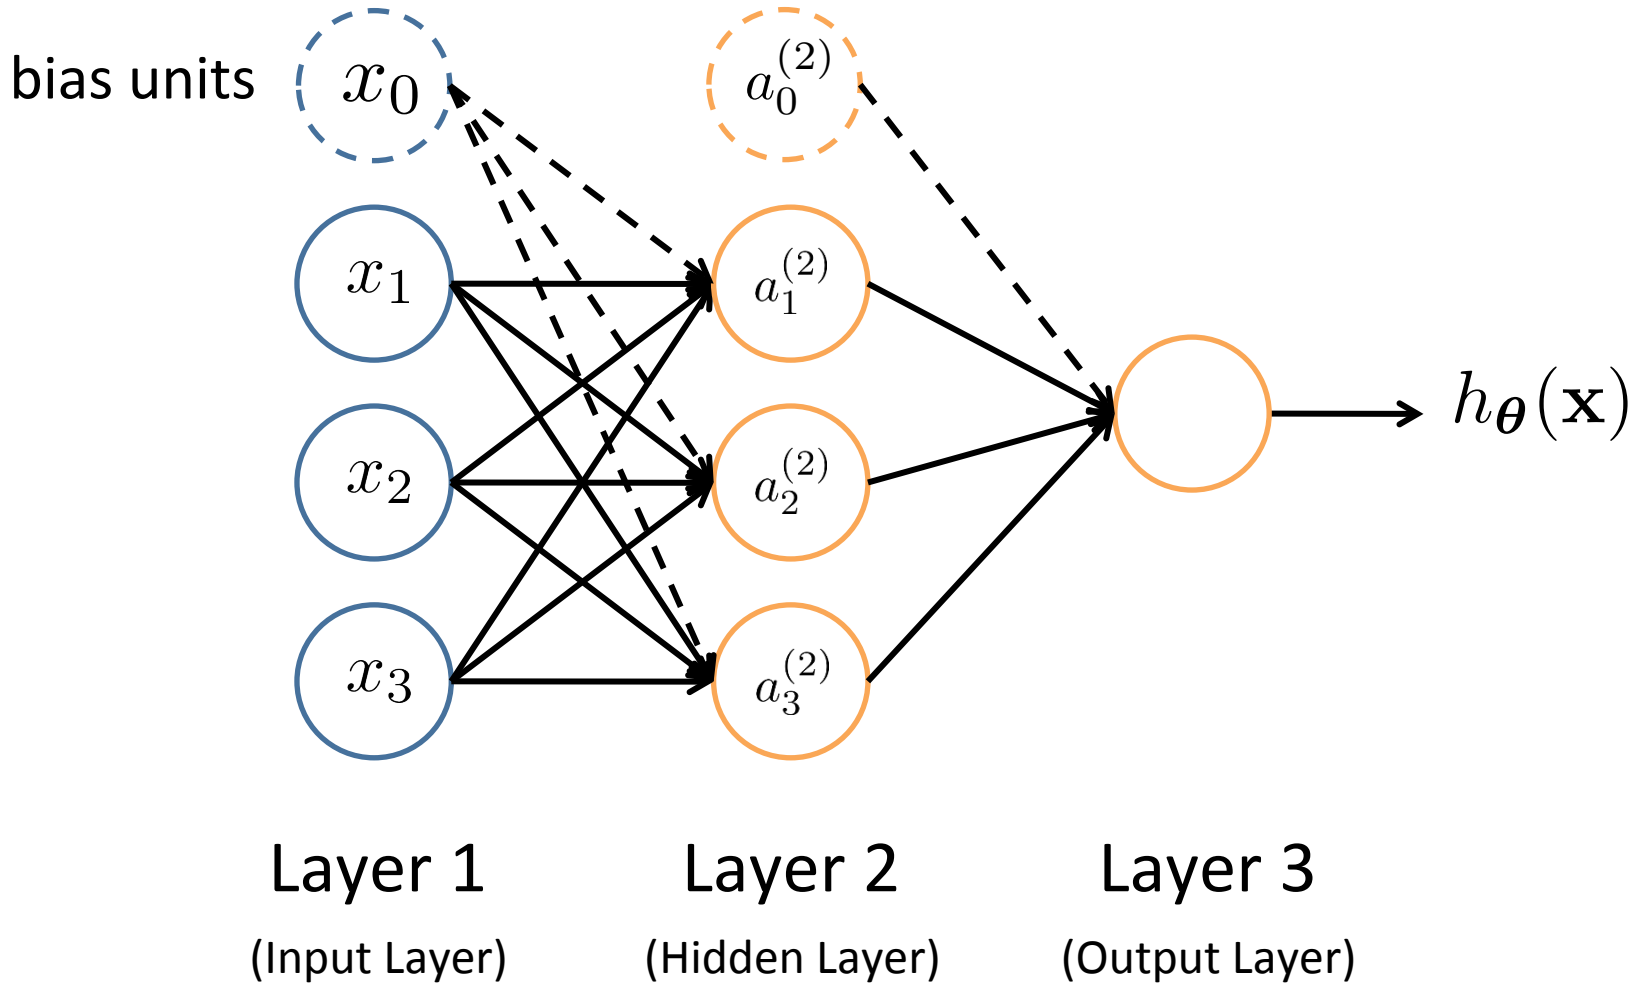 bias units
x₀
a₀⁽²⁾
x₁
a₁⁽²⁾
x₂
a₂⁽²⁾
x₃
a₃⁽²⁾
h_𝜽(𝐱)
Layer 1
Layer 2
Layer 3
(Input Layer)
(Hidden Layer)
(Output Layer)